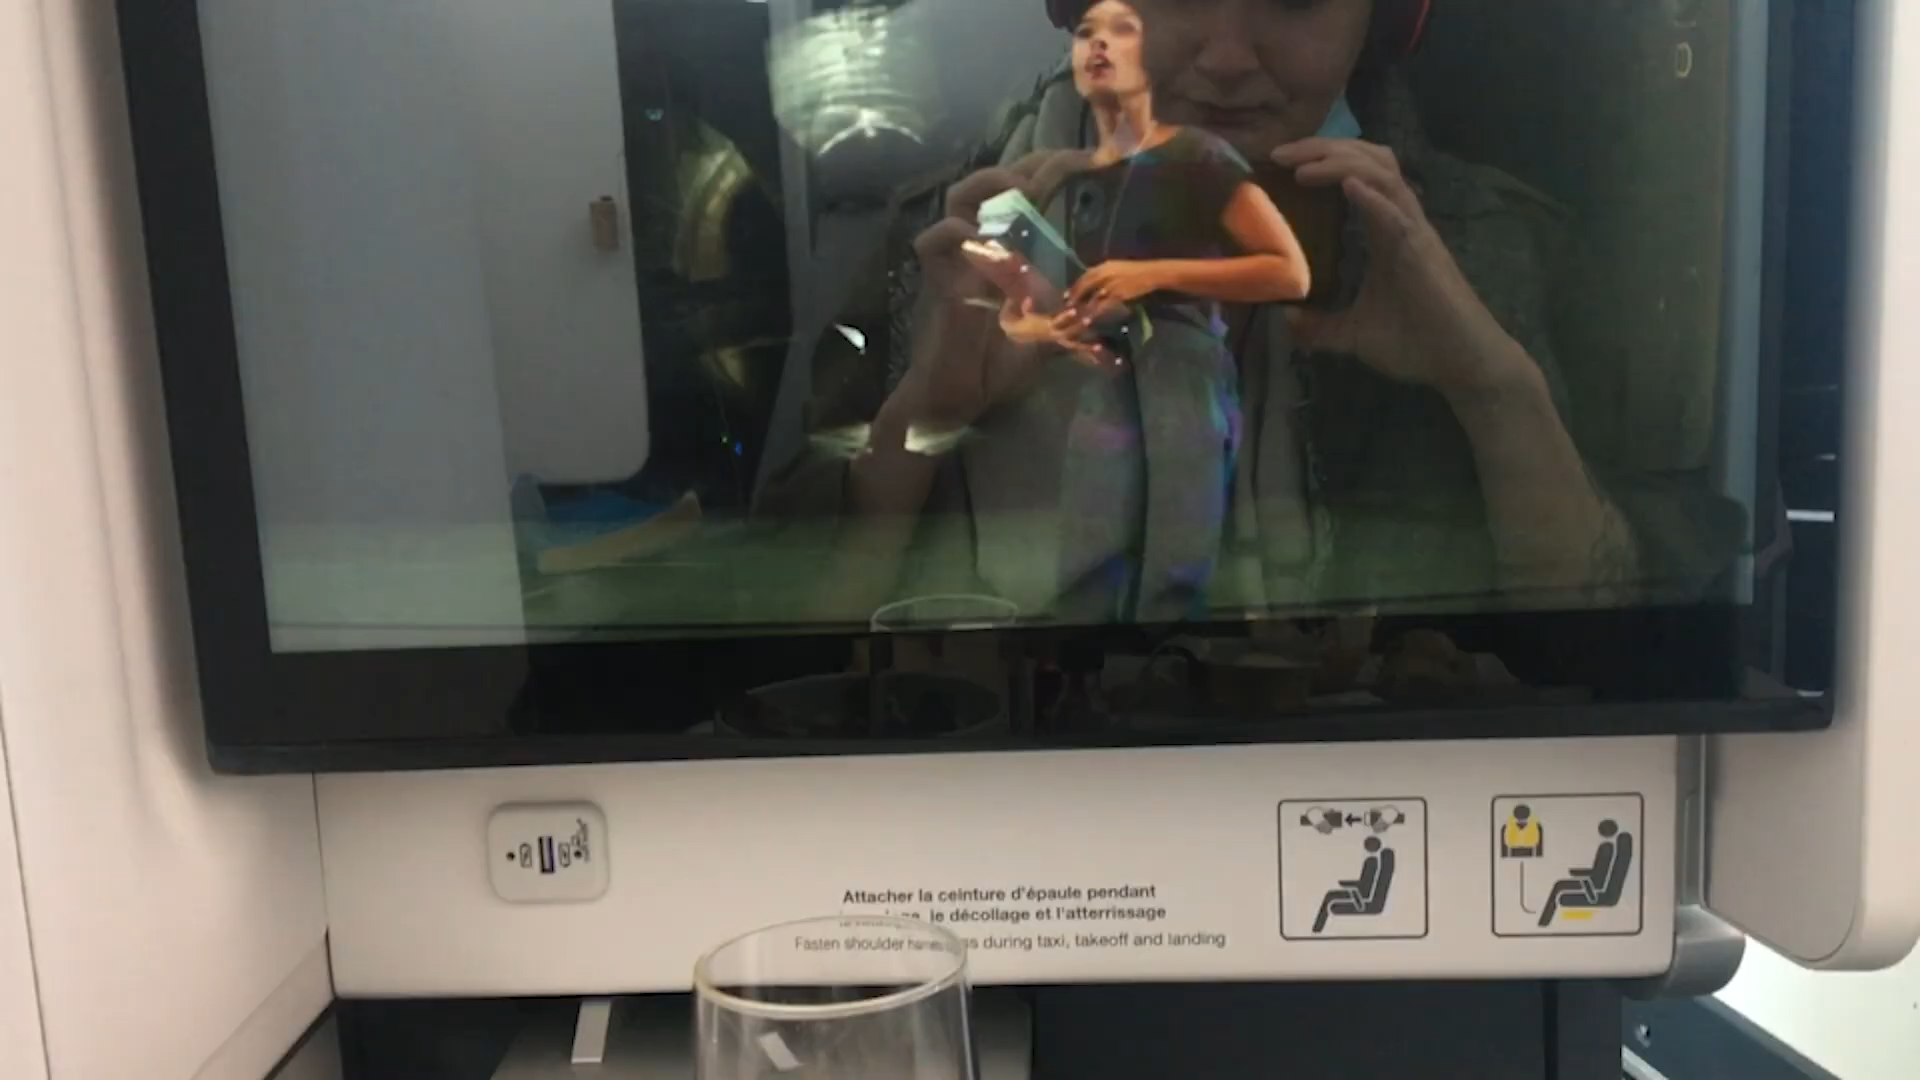 Attacher la ceinture d'épaule pendant
le décollage et l'atterrissage
Fasten shoulder during taxi, takeoff and landing